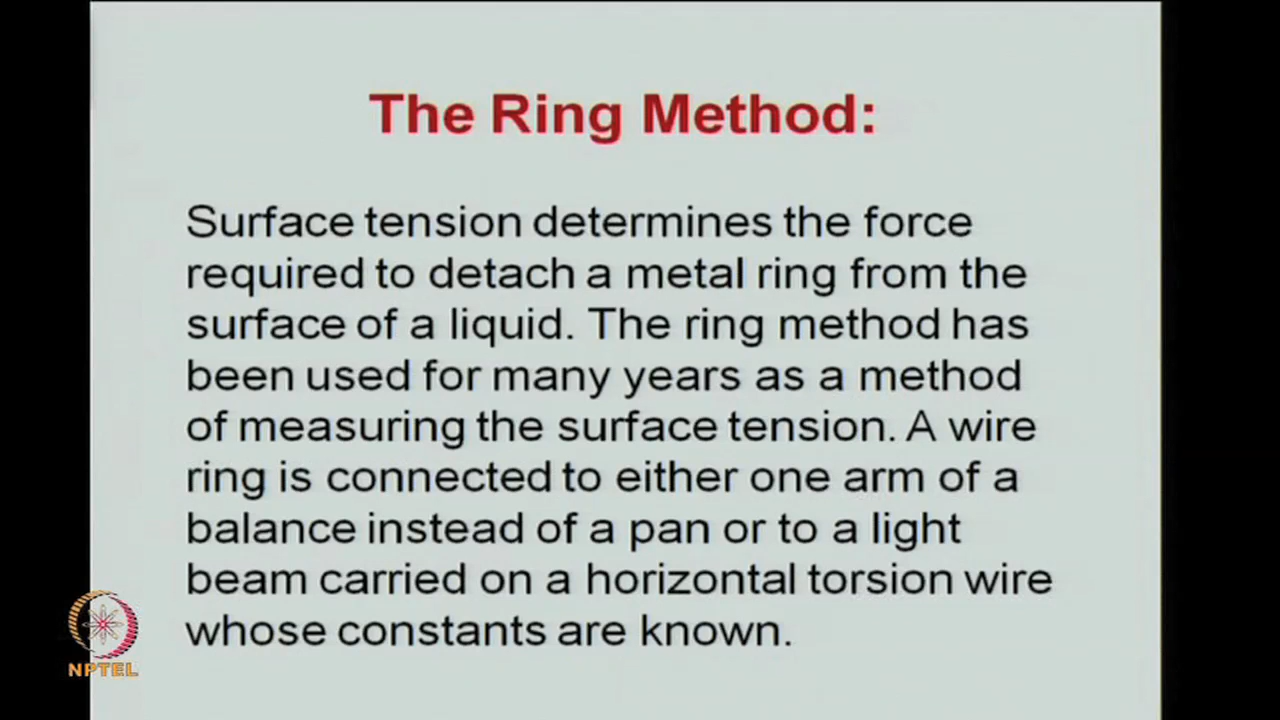 The Ring Method:
Surface tension determines the force
required to detach a metal ring from the
surface of a liquid. The ring method has
been used for many years as a method
of measuring the surface tension. A wire
ring is connected to either one arm of a
balance instead of a pan or to a light
beam carried on a horizontal torsion wire
whose constants are known.
NPTEL